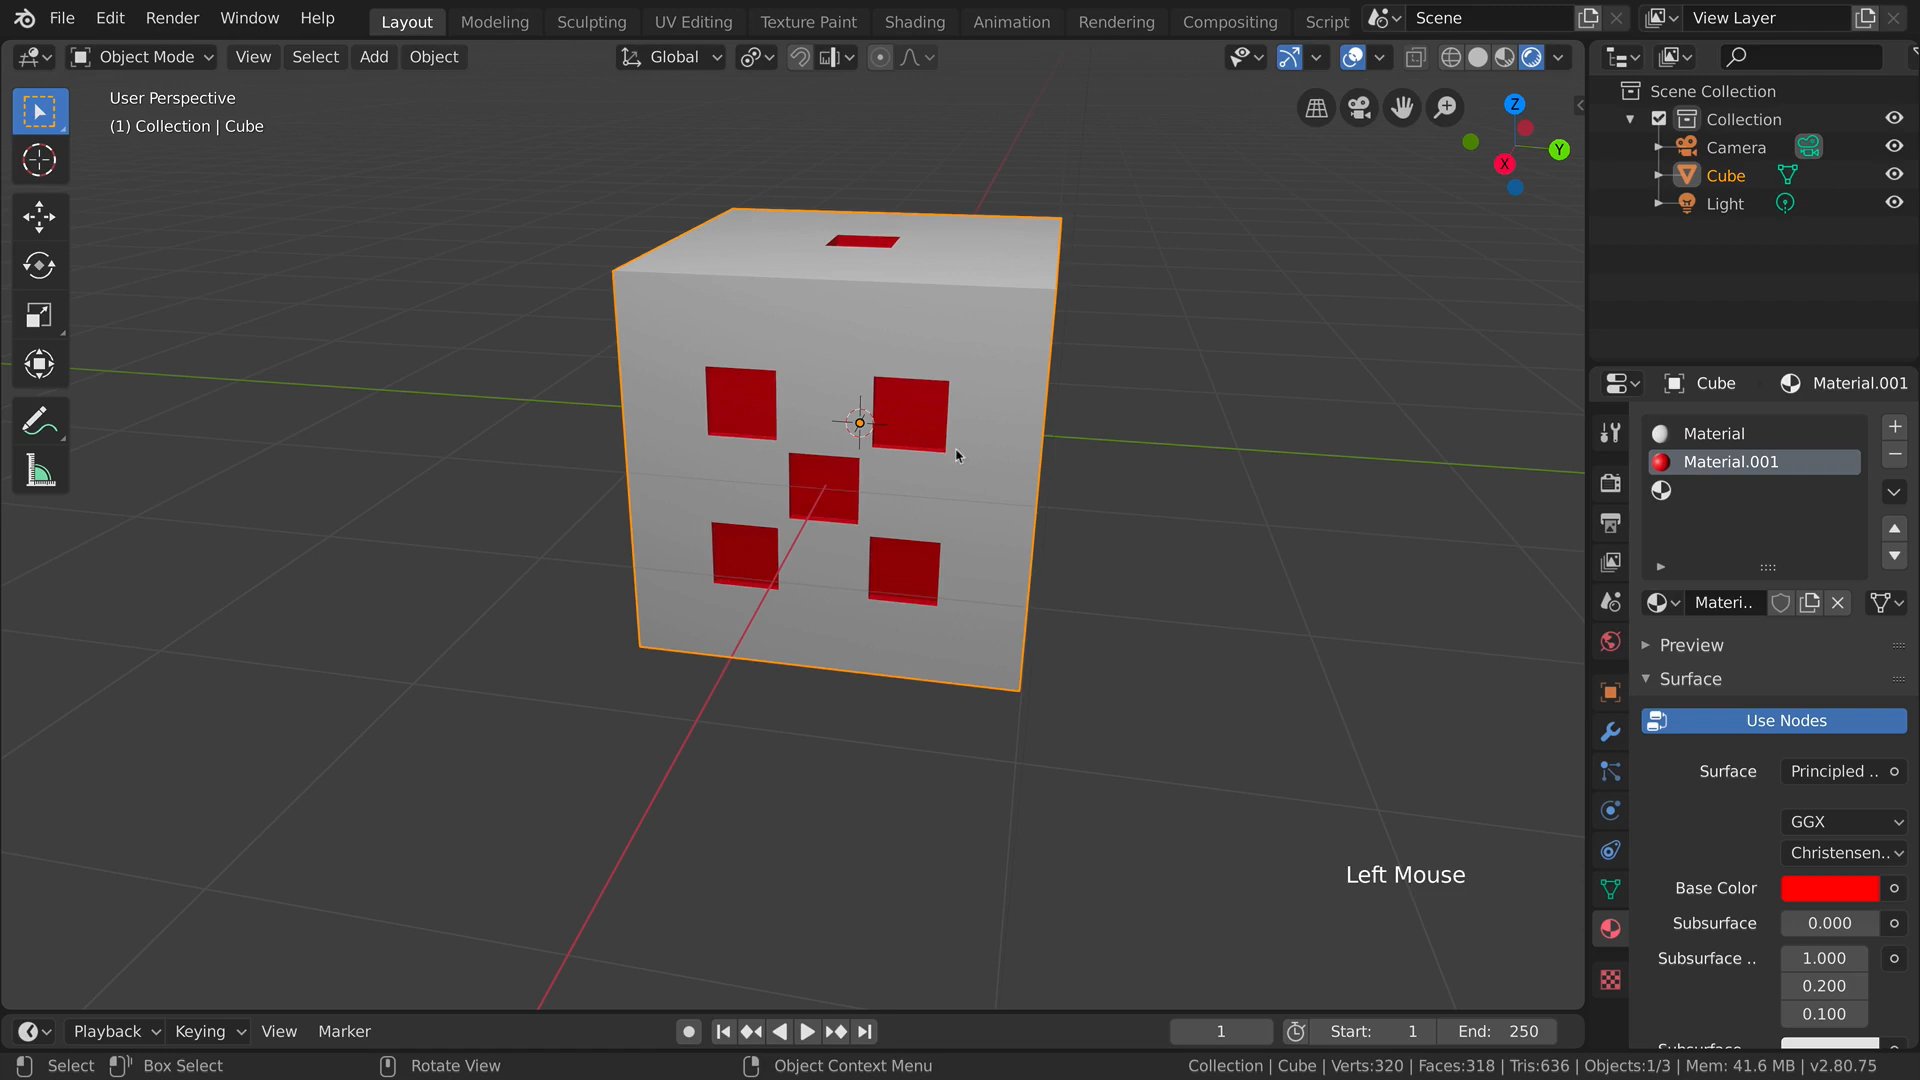 File Edit Render Window Help Layout Modeling Sculpting UV Editing Texture Paint Shading Animation Rendering Compositing Script Scene View Layer
Object Mode View Select Add Object Global
User Perspective
(1) Collection | Cube
Z
Y
X
Scene Collection
Collection
Camera
Cube
Light
Cube Material.001
Material
Material.001
Materi..
Preview
Surface
Use Nodes
Surface Principled ..
GGX
Christensen..
Base Color
Subsurface 0.000
Subsurface .. 1.000
0.200
0.100
Left Mouse
Playback Keying View Marker 1 Start: 1 End: 250
Select Box Select Rotate View Object Context Menu Collection | Cube | Verts:320 | Faces:318 | Tris:636 | Objects:1/3 | Mem: 41.6 MB | v2.80.75